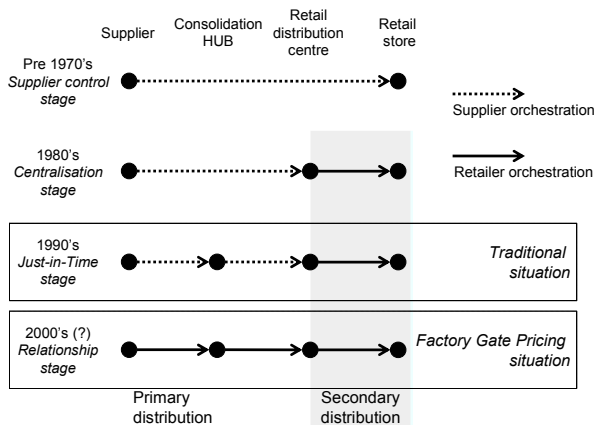 Supplier
Consolidation
HUB
Retail
distribution
centre
Retail
store
Pre 1970's
Supplier control
stage
Supplier orchestration
1980's
Centralisation
stage
Retailer orchestration
1990's
Just-in-Time
stage
Traditional
situation
2000's (?)
Relationship
stage
Factory Gate Pricing
situation
Primary
distribution
Secondary
distribution